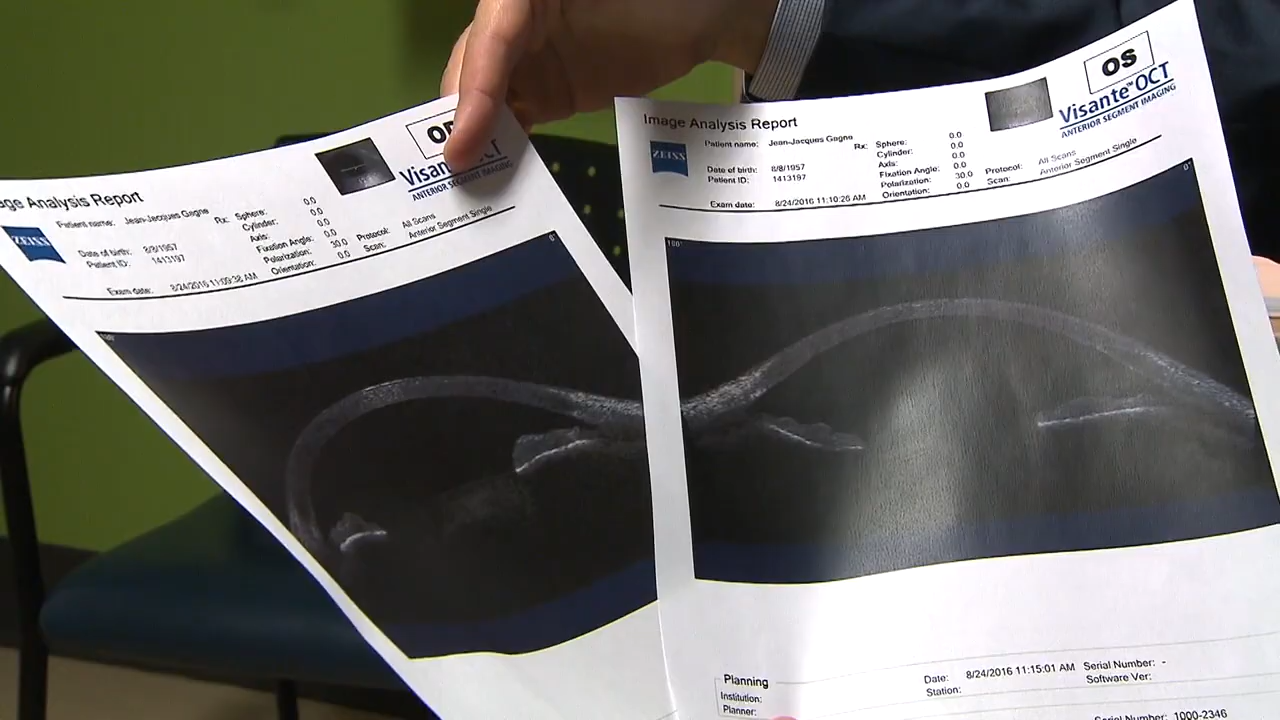 Image Analysis Report
ZEISS
Patient name: Jean-Jacques Gagne
Date of birth: 8/8/1957
Patient ID: 1413197
Exam date: 8/24/2016 11:09:38 AM
Rx: Sphere: 0.0
Cylinder: 0.0
Axis: 0.0
Fixation Angle: 0.0
Polarization: 30.0
Orientation: 0.0
Protocol: All Scans
Scan: Anterior Segment Single
OCT
ANTERIOR SEGMENT IMAGING
0°
Image Analysis Report
ZEISS
Patient name: Jean-Jacques Gagne
Date of birth: 8/8/1957
Patient ID: 1413197
Exam date: 8/24/2016 11:10:26 AM
Rx: Sphere: 0.0
Cylinder: 0.0
Axis: 0.0
Fixation Angle: 0.0
Polarization: 30.0
Orientation: 0.0
Protocol: All Scans
Scan: Anterior Segment Single
OS
Visante™ OCT
ANTERIOR SEGMENT IMAGING
0°
Planning
Institution:
Planner:
Date: 8/24/2016 11:15:01 AM
Station:
Serial Number: -
Software Ver:
Serial Number: 1000-2346